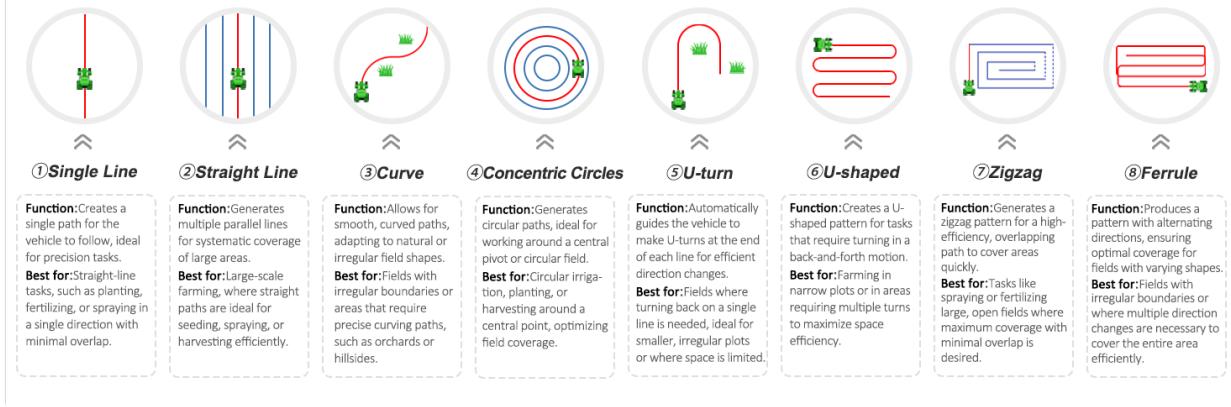 ①Single Line
Function:Creates a
single path for the
vehicle to follow, ideal
for precision tasks.
Best for:Straight-line
tasks, such as planting,
fertilizing, or spraying in
a single direction with
minimal overlap.
②Straight Line
Function:Generates
multiple parallel lines
for systematic coverage
of large areas.
Best for:Large-scale
farming, where straight
paths are ideal for
seeding, spraying, or
harvesting efficiently.
③Curve
Function:Allows for
smooth, curved paths,
adapting to natural or
irregular field shapes.
Best for:Fields with
irregular boundaries or
areas that require
precise curving paths,
such as orchards or
hillsides.
④Concentric Circles
Function:Generates
circular paths, ideal for
working around a central
pivot or circular field.
Best for:Circular irriga-
tion, planting, or
harvesting around a
central point, optimizing
field coverage.
⑤U-turn
Function:Automatically
guides the vehicle to
make U-turns at the end
of each line for efficient
direction changes.
Best for:Fields where
turning back on a single
line is needed, ideal for
smaller, irregular plots
or where space is limited.
⑥U-shaped
Function:Creates a U-
shaped pattern for tasks
that require turning in a
back-and-forth motion.
Best for:Farming in
narrow plots or in areas
requiring multiple turns
to maximize space
efficiency.
⑦Zigzag
Function:Generates a
zigzag pattern for a high-
efficiency, overlapping
path to cover areas
quickly.
Best for:Tasks like
spraying or fertilizing
large, open fields where
maximum coverage with
minimal overlap is
desired.
⑧Ferrule
Function:Produces a
pattern with alternating
directions, ensuring
optimal coverage for
fields with varying shapes.
Best for:Fields with
irregular boundaries or
where multiple direction
changes are necessary to
cover the entire area
efficiently.